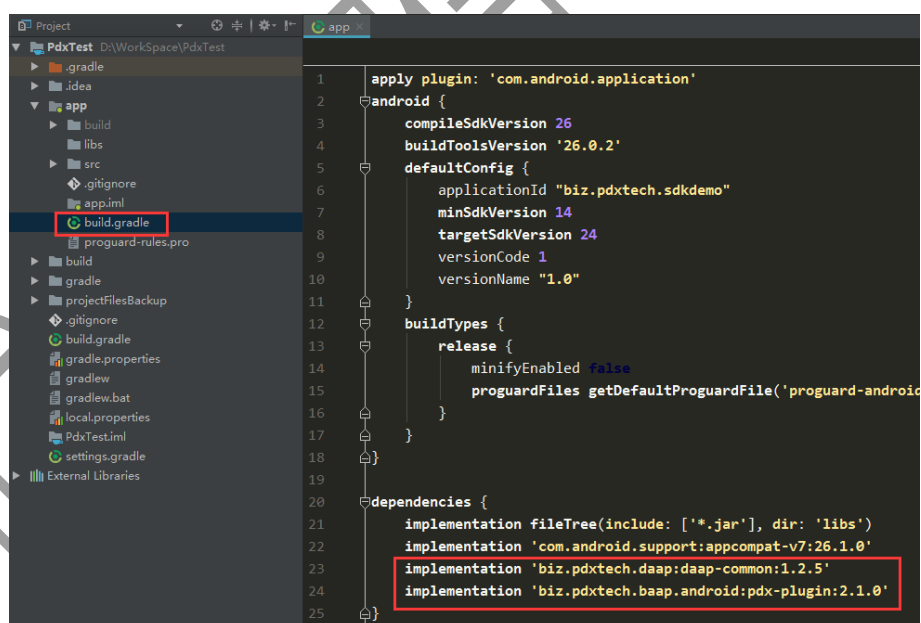 Project
PdxTest D:\WorkSpace\PdxTest
.gradle
.idea
app
build
libs
src
.gitignore
app.iml
build.gradle
proguard-rules.pro
build
gradle
projectFilesBackup
.gitignore
build.gradle
gradle.properties
gradlew
gradlew.bat
local.properties
PdxTest.iml
settings.gradle
External Libraries
app
1 apply plugin: 'com.android.application'
2 android {
3 compileSdkVersion 26
4 buildToolsVersion '26.0.2'
5 defaultConfig {
6 applicationId "biz.pdxtech.sdkdemo"
7 minSdkVersion 14
8 targetSdkVersion 24
9 versionCode 1
10 versionName "1.0"
11 }
12 buildTypes {
13 release {
14 minifyEnabled false
15 proguardFiles getDefaultProguardFile('proguard-android
16 }
17 }
18 }
19
20 dependencies {
21 implementation fileTree(include: ['*.jar'], dir: 'libs')
22 implementation 'com.android.support:appcompat-v7:26.1.0'
23 implementation 'biz.pdxtech.daap:daap-common:1.2.5'
24 implementation 'biz.pdxtech.baap.android:pdx-plugin:2.1.0'
25 }